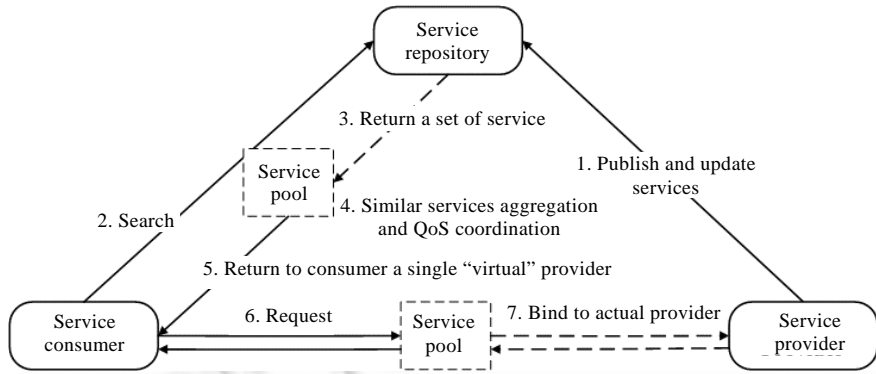 Service
repository
3. Return a set of service
1. Publish and update
services
Service
pool
2. Search
4. Similar services aggregation
and QoS coordination
5. Return to consumer a single “virtual” provider
Service
consumer
6. Request
Service
pool
7. Bind to actual provider
Service
provider